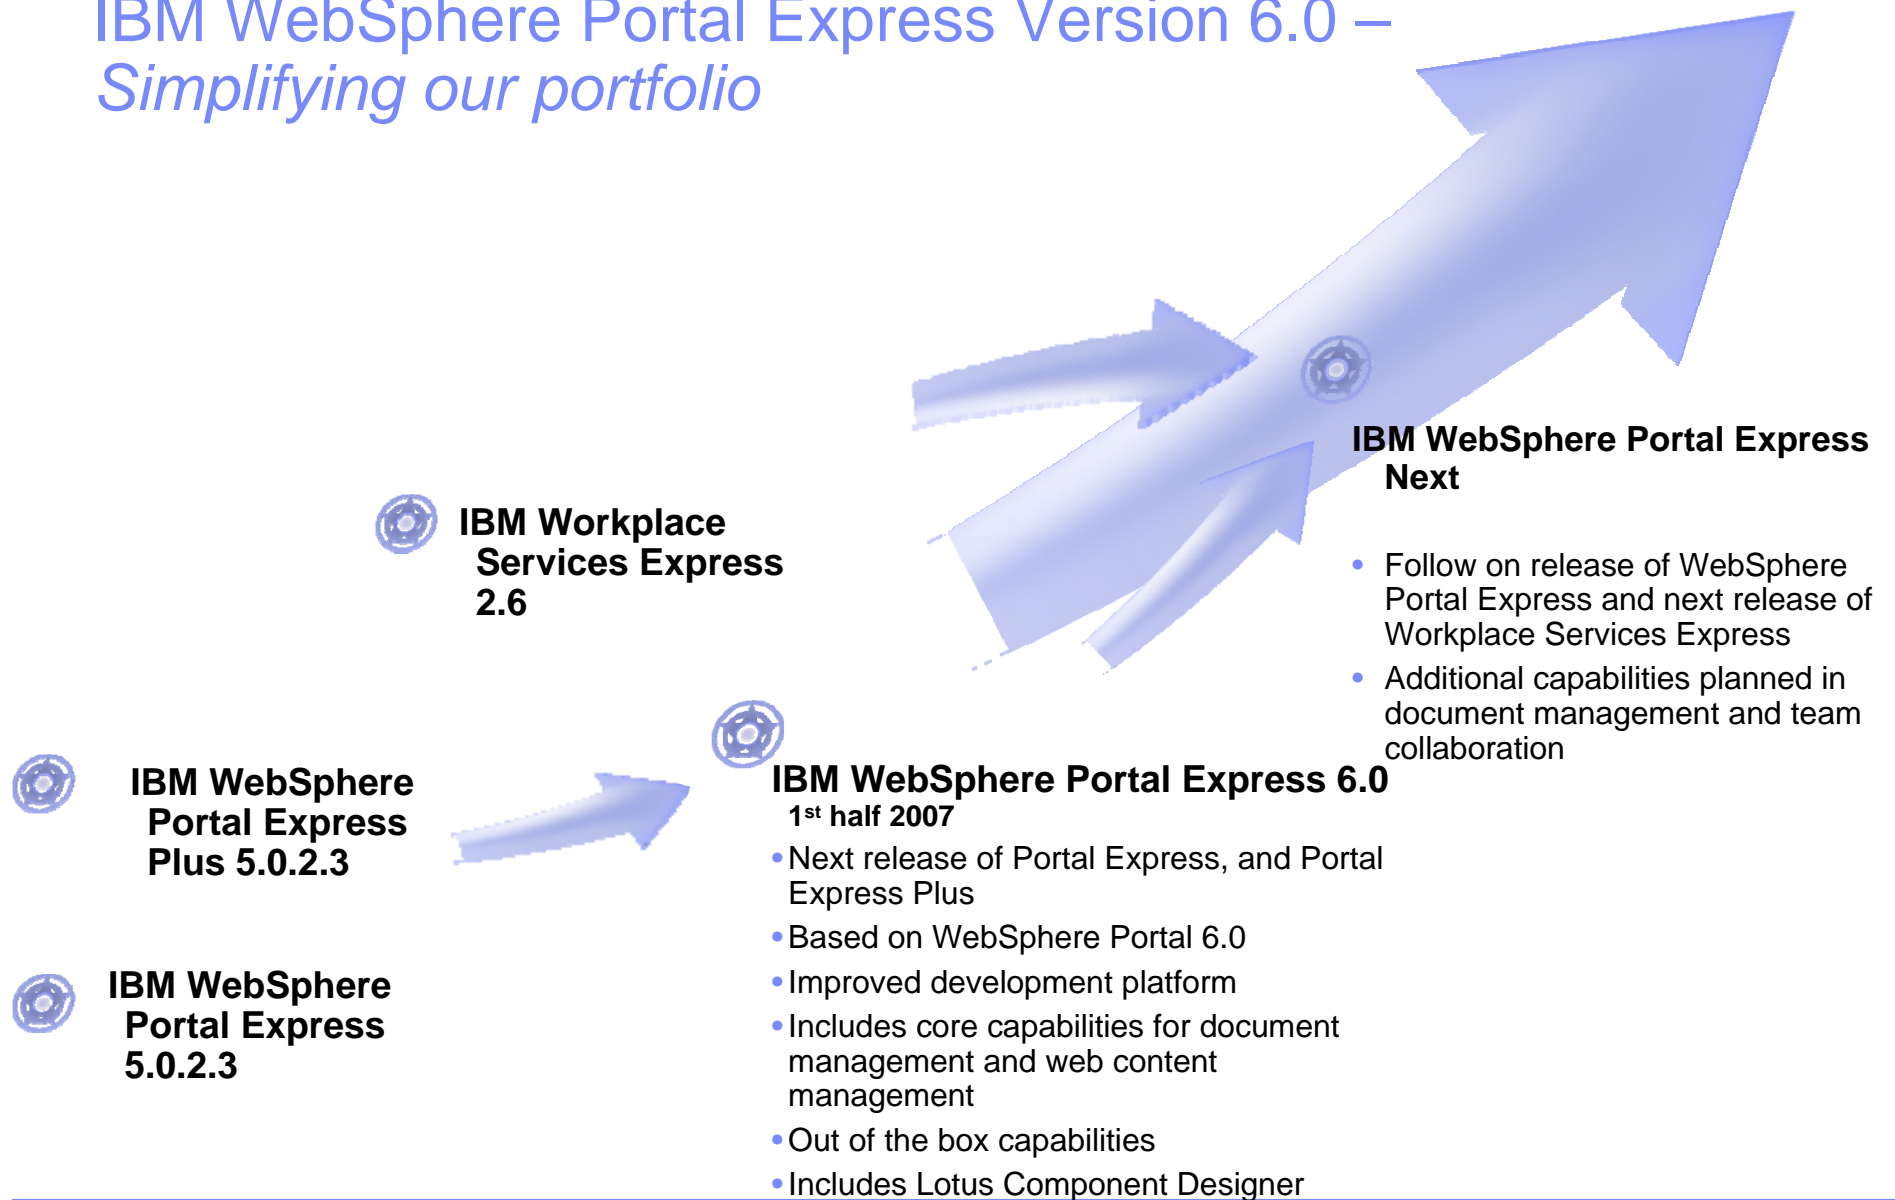 IBM WebSphere Portal Express Version 6.0 –
Simplifying our portfolio
IBM Workplace
Services Express
2.6
IBM WebSphere
Portal Express
Plus 5.0.2.3
IBM WebSphere
Portal Express
5.0.2.3
IBM WebSphere Portal Express 6.0
1st half 2007
•Next release of Portal Express, and Portal
Express Plus
•Based on WebSphere Portal 6.0
•Improved development platform
•Includes core capabilities for document
management and web content
management
•Out of the box capabilities
•Includes Lotus Component Designer
IBM WebSphere Portal Express
Next
• Follow on release of WebSphere
Portal Express and next release of
Workplace Services Express
• Additional capabilities planned in
document management and team
collaboration